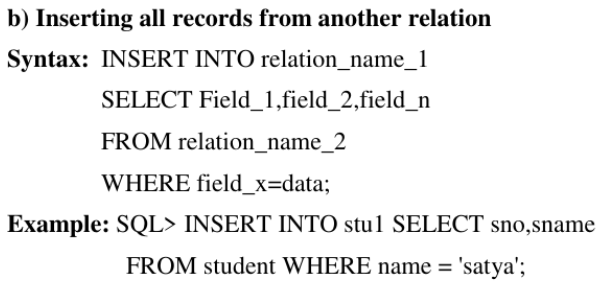 b) Inserting all records from another relation
Syntax: INSERT INTO relation_name_1
SELECT Field_1,field_2,field_n
FROM relation_name_2
WHERE field_x=data;
Example: SQL> INSERT INTO stu1 SELECT sno,sname
FROM student WHERE name = 'satya';